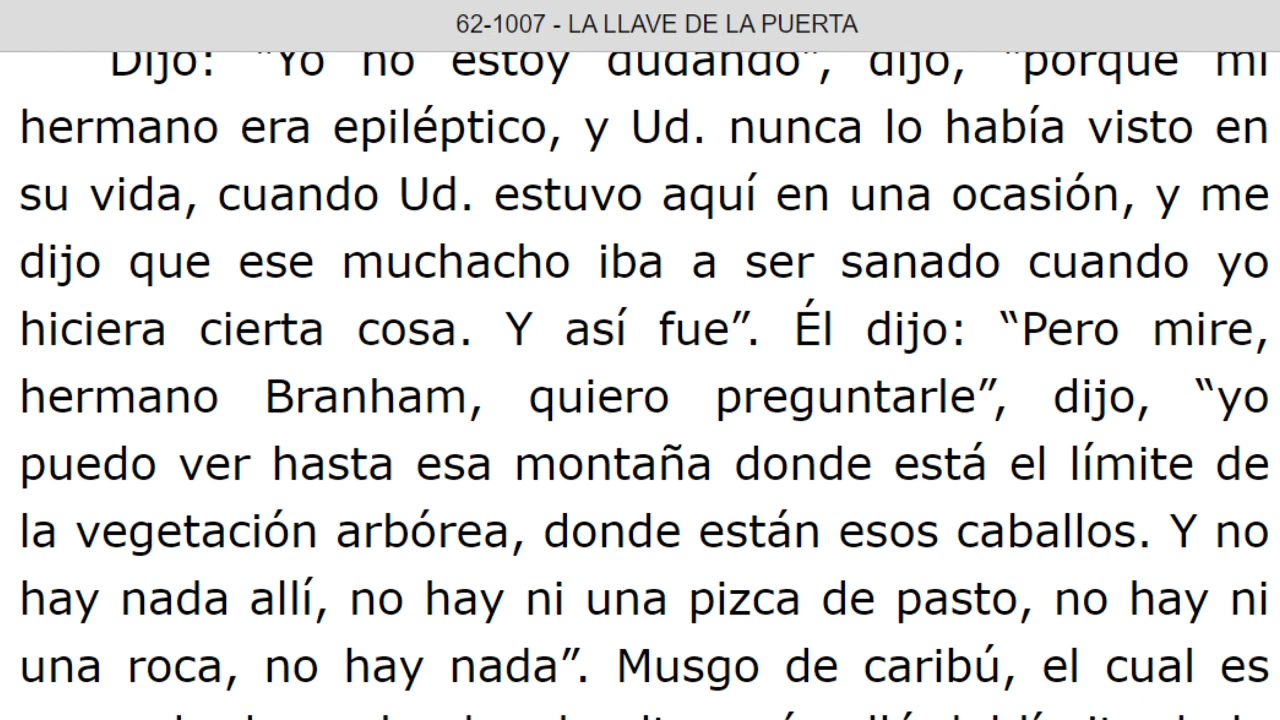 62-1007 - LA LLAVE DE LA PUERTA
Dijo: “Yo no estoy dudando”, dijo, “porque mi
hermano era epiléptico, y Ud. nunca lo había visto en
su vida, cuando Ud. estuvo aquí en una ocasión, y me
dijo que ese muchacho iba a ser sanado cuando yo
hiciera cierta cosa. Y así fue”. Él dijo: “Pero mire,
hermano Branham, quiero preguntarle”, dijo, “yo
puedo ver hasta esa montaña donde está el límite de
la vegetación arbórea, donde están esos caballos. Y no
hay nada allí, no hay ni una pizca de pasto, no hay ni
una roca, no hay nada”. Musgo de caribú, el cual es